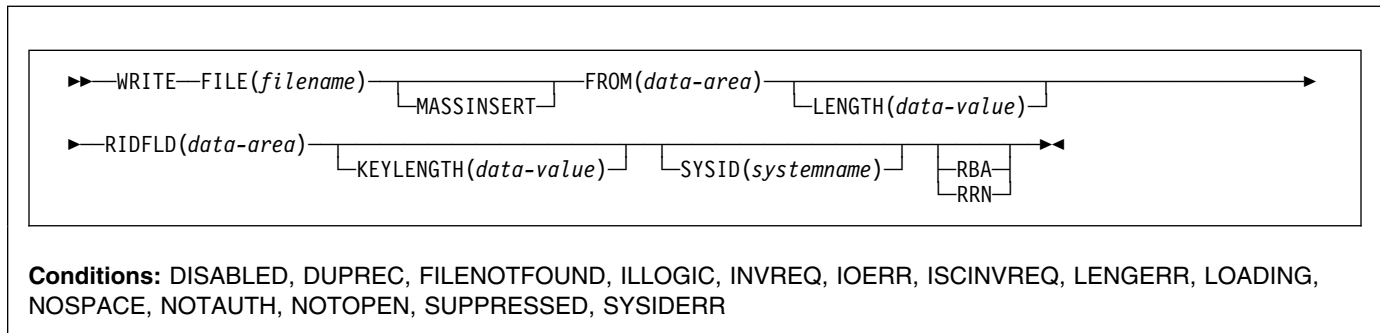 WRITE FILE(filename) FROM(data-area)
MASSINSERT LENGTH(data-value)
RIDFLD(data-area)
KEYLENGTH(data-value) SYSID(systemname) RBA
RRN
Conditions: DISABLED, DUPREC, FILENOTFOUND, ILLOGIC, INVREQ, IOERR, ISCINVREQ, LENGERR, LOADING,
NOSPACE, NOTAUTH, NOTOPEN, SUPPRESSED, SYSIDERR